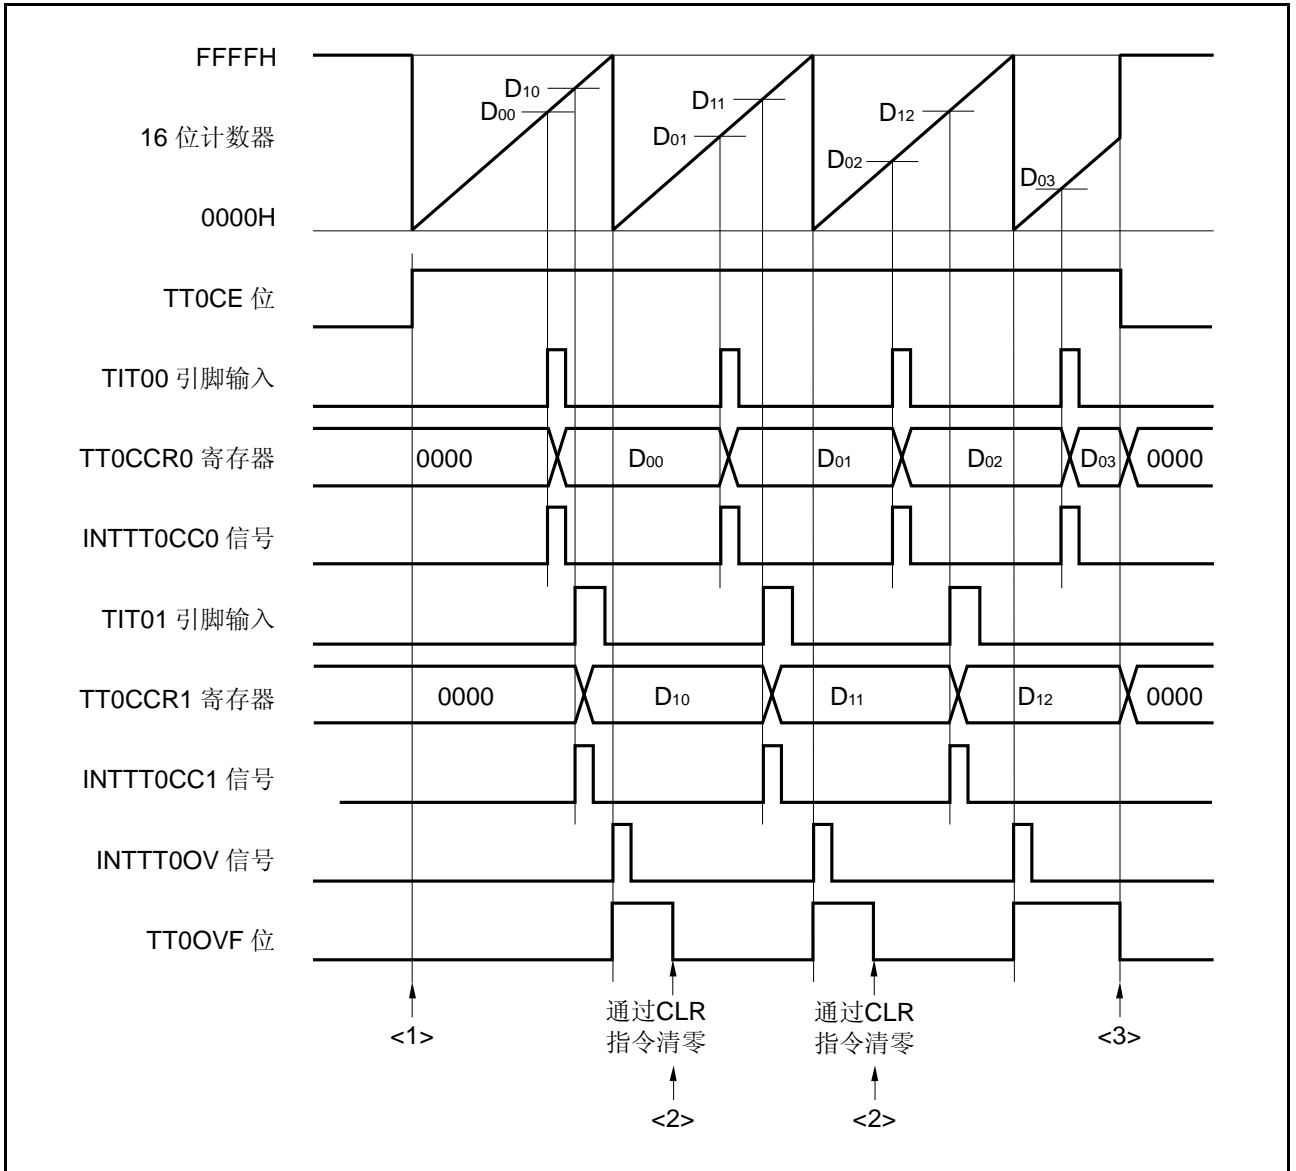 FFFFH
D10
D00
D11
D01
D12
D02
D03
16 位计数器
0000H
TT0CE 位
TIT00 引脚输入
TT0CCR0 寄存器
0000
D00
D01
D02
D03
0000
INTTT0CC0 信号
TIT01 引脚输入
TT0CCR1 寄存器
0000
D10
D11
D12
0000
INTTT0CC1 信号
INTTT0OV 信号
TT0OVF 位
<1>
通过CLR
指令清零
<2>
通过CLR
指令清零
<2>
<3>